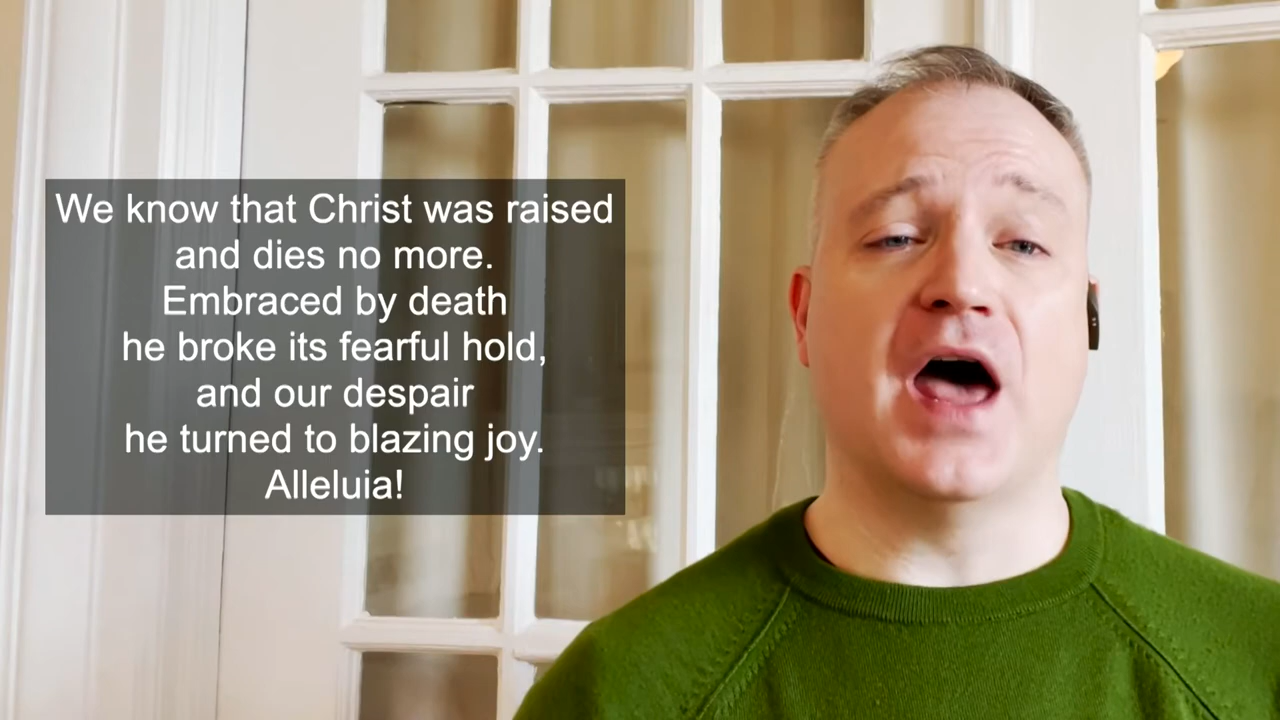 We know that Christ was raised
and dies no more.
Embraced by death
he broke its fearful hold,
and our despair
he turned to blazing joy.
Alleluia!